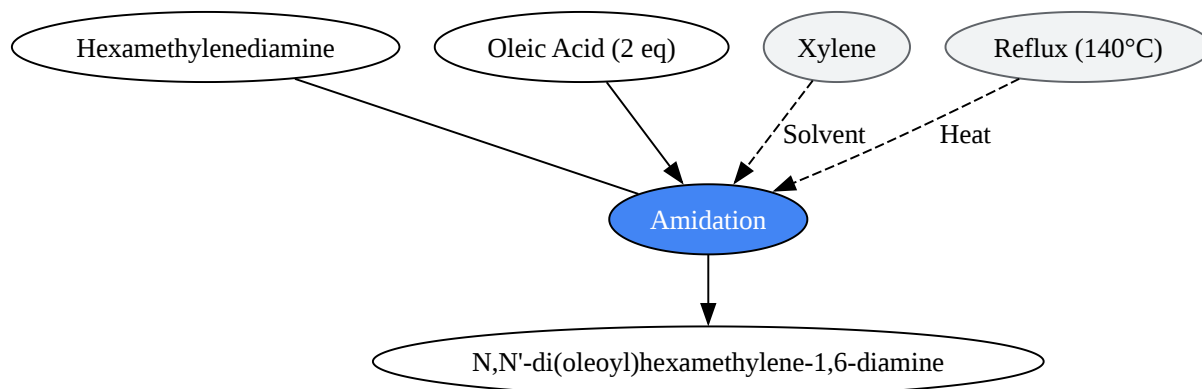 Hexamethylenediamine
Oleic Acid (2 eq)
Xylene
Reflux (140°C)
Solvent
Heat
Amidation
N,N'-di(oleoyl)hexamethylene-1,6-diamine